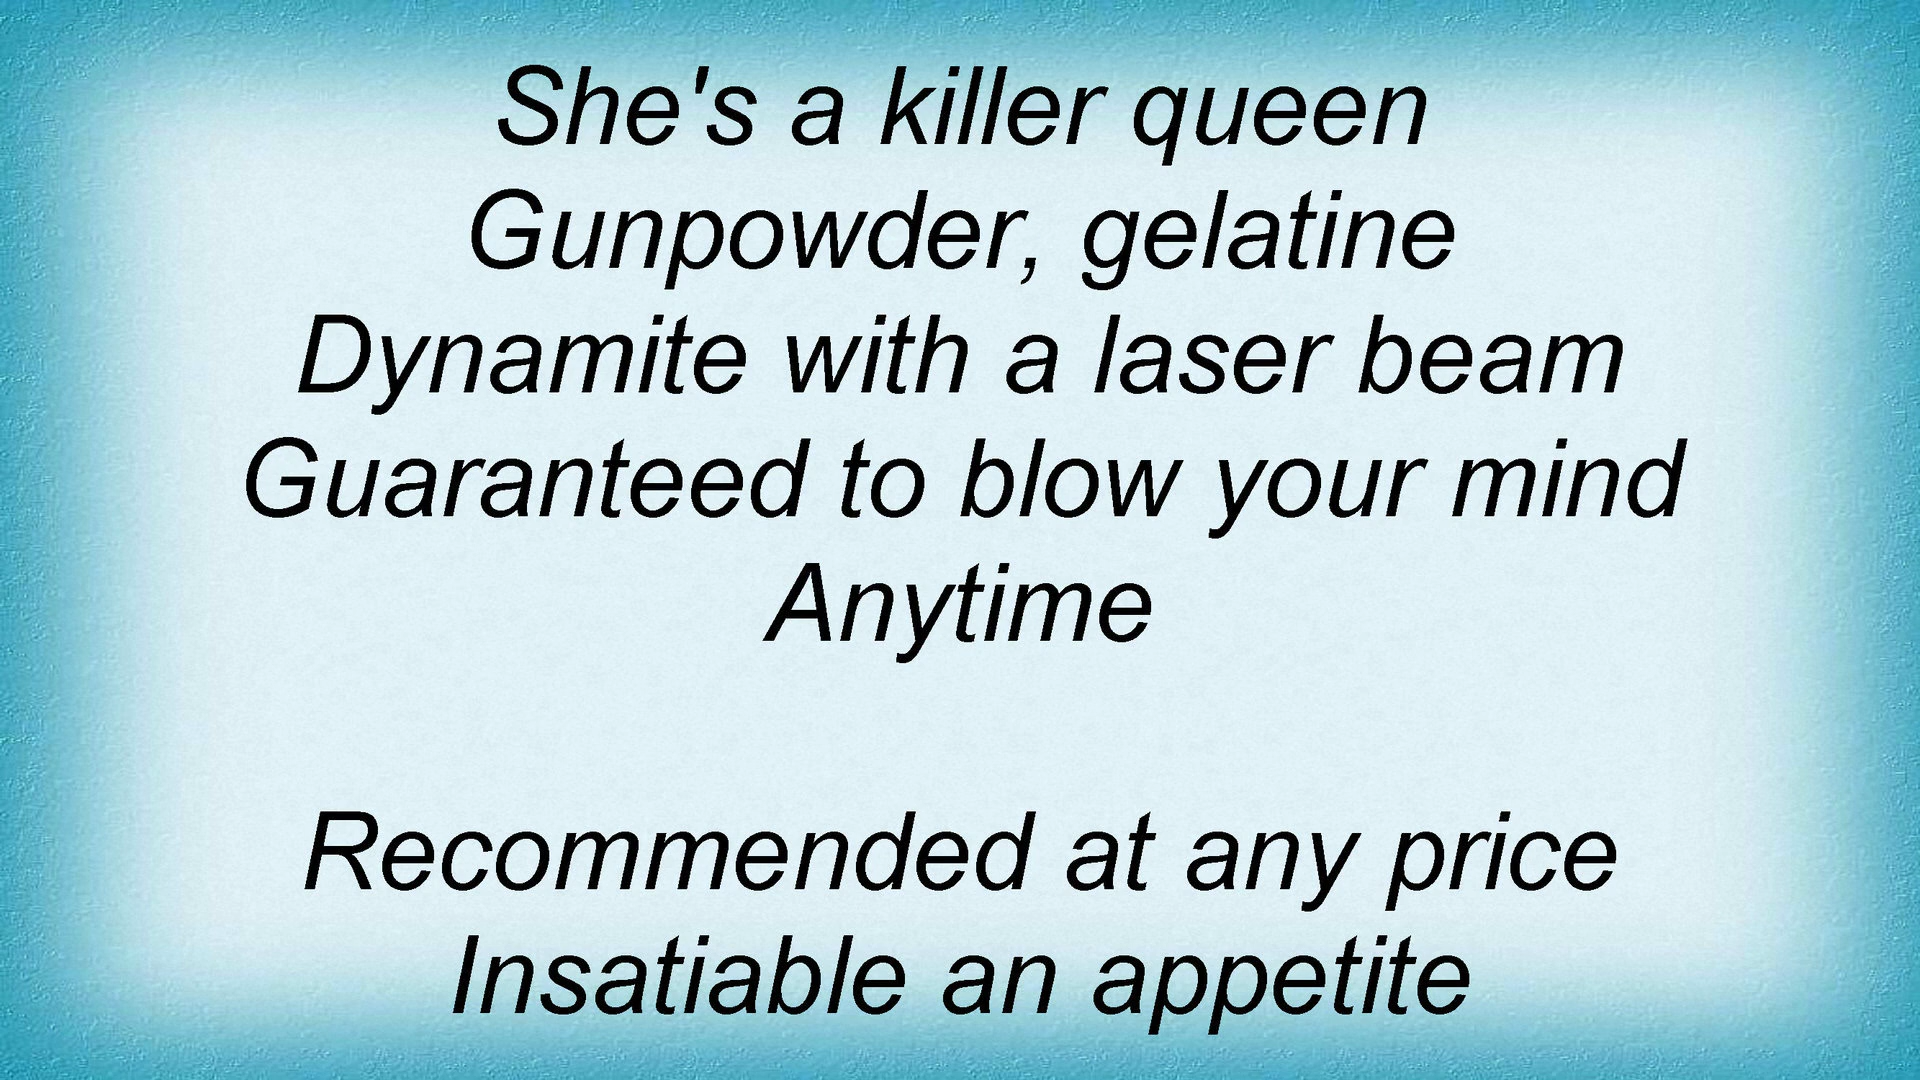 She's a killer queen
Gunpowder, gelatine
Dynamite with a laser beam
Guaranteed to blow your mind
Anytime
Recommended at any price
Insatiable an appetite